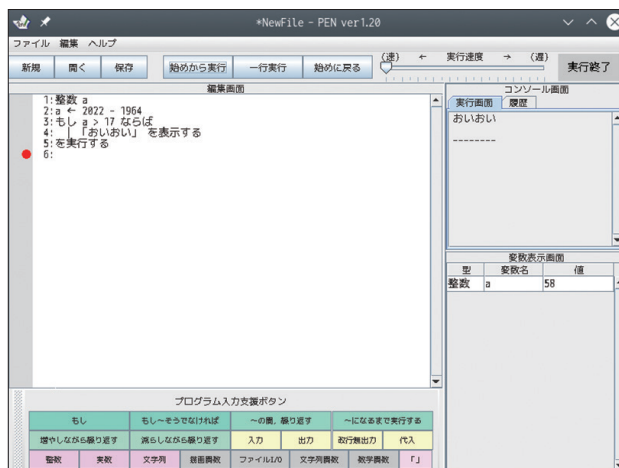 *NewFile - PEN ver1.20
ファイル 編集 ヘルプ
新規 開く 保存 始めから実行 一行実行 始めに戻る (速) ← 実行速度 → (遅) 実行終了
編集画面
1:整数 a
2:a ← 2022 - 1964
3:もし a > 17 ならば
4: |「おいおい」 を表示する
5:を実行する
6:
コンソール画面
実行画面 履歴
おいおい
--------
変数表示画面
型 変数名 値
整数 a 58
プログラム入力支援ボタン
もし もし〜そうでなければ 〜の間、繰り返す 〜になるまで実行する
増やしながら繰り返す 減らしながら繰り返す 入力 出力 改行無出力 代入
整数 実数 文字列 描画関数 ファイルI/O 文字列関数 数学関数 「」